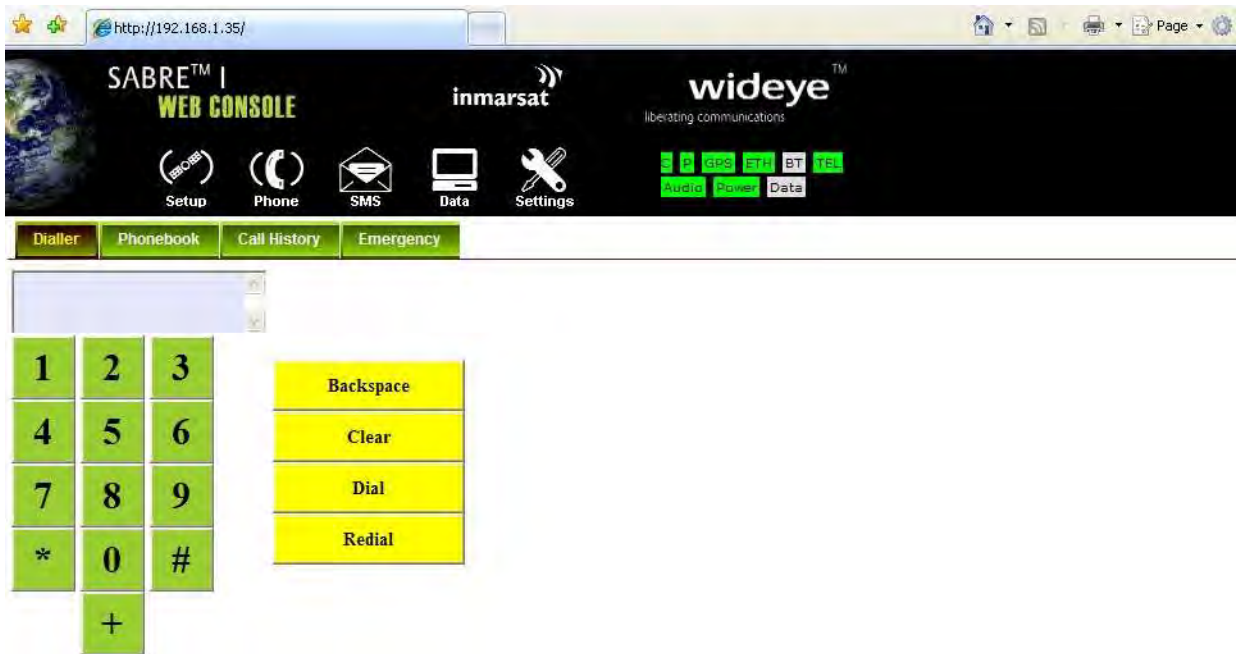 http://192.168.1.35/
Page
SABRE™ I
WEB CONSOLE
inmarsat
wideye™
liberating communications
Setup Phone SMS Data Settings
C P GPS ETH BT TEL
Audio Power Data
Dialler Phonebook Call History Emergency
1 2 3
4 5 6
7 8 9
* 0 #
+
Backspace
Clear
Dial
Redial